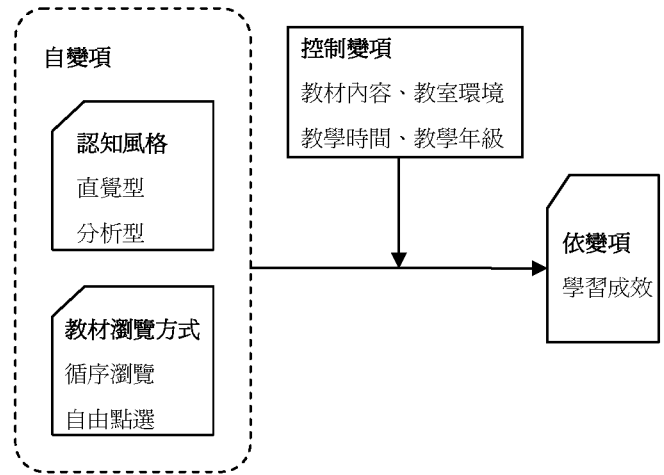 自變項
認知風格
直覺型
分析型
教材瀏覽方式
循序瀏覽
自由點選
控制變項
教材內容、教室環境
教學時間、教學年級
依變項
學習成效